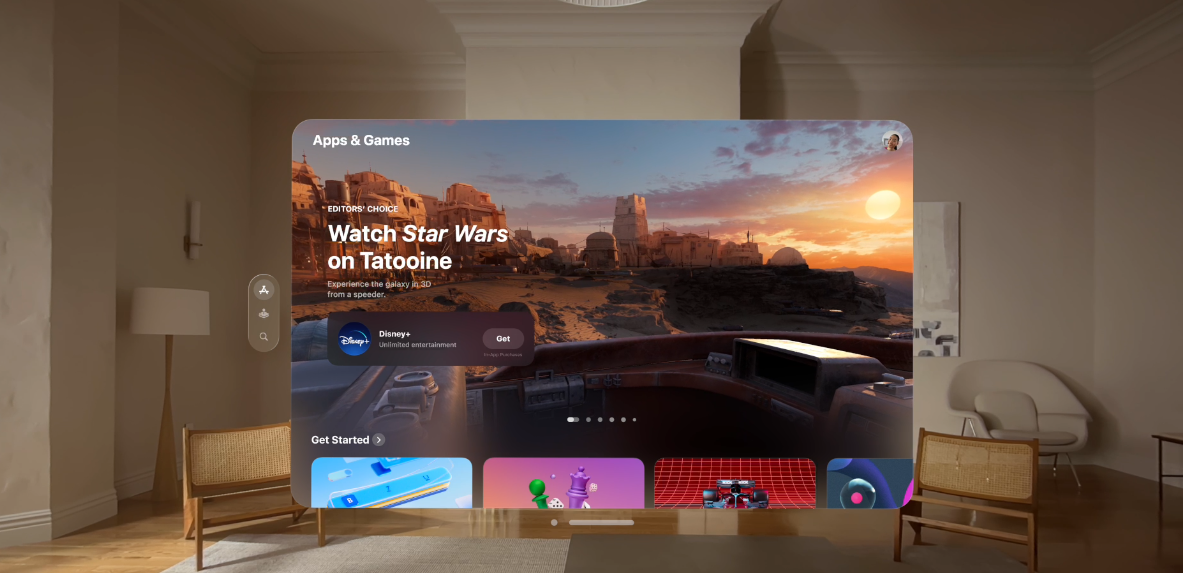 Apps & Games
EDITORS' CHOICE
Watch Star Wars
on Tatooine
Experience the galaxy in 3D
from a speeder.
Disney+
Disney+
Unlimited entertainment
Get
In-App Purchases
Get Started
B